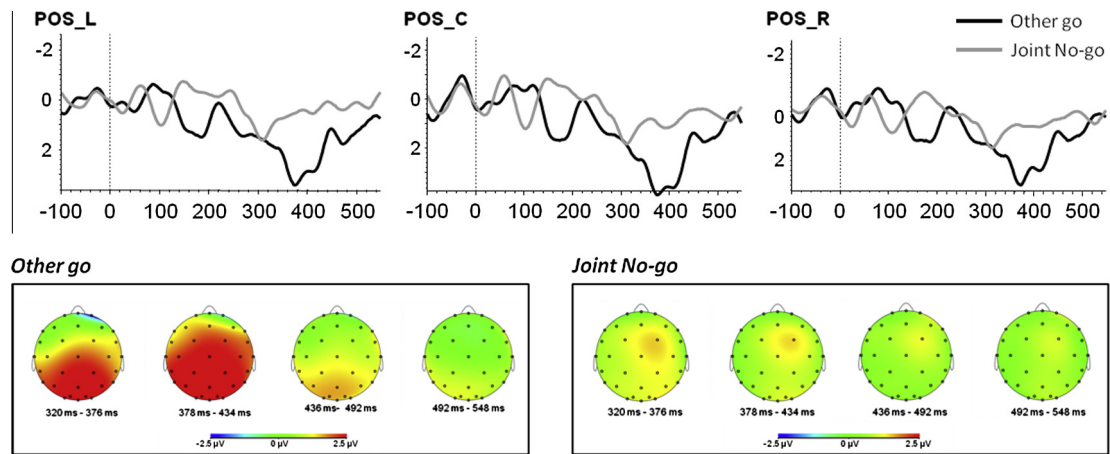 POS_L
POS_C
POS_R
Other go
Joint No-go
-2
0
2
-100 0 100 200 300 400 500
-2
0
2
-100 0 100 200 300 400 500
-2
0
2
-100 0 100 200 300 400 500
Other go
320 ms - 376 ms
378 ms - 434 ms
436 ms- 492 ms
492 ms - 548 ms
-2.5 µV 0 µV 2.5 µV
Joint No-go
320 ms - 376 ms
378 ms - 434 ms
436 ms - 492 ms
492 ms - 548 ms
-2.5 µV 0 µV 2.5 µV